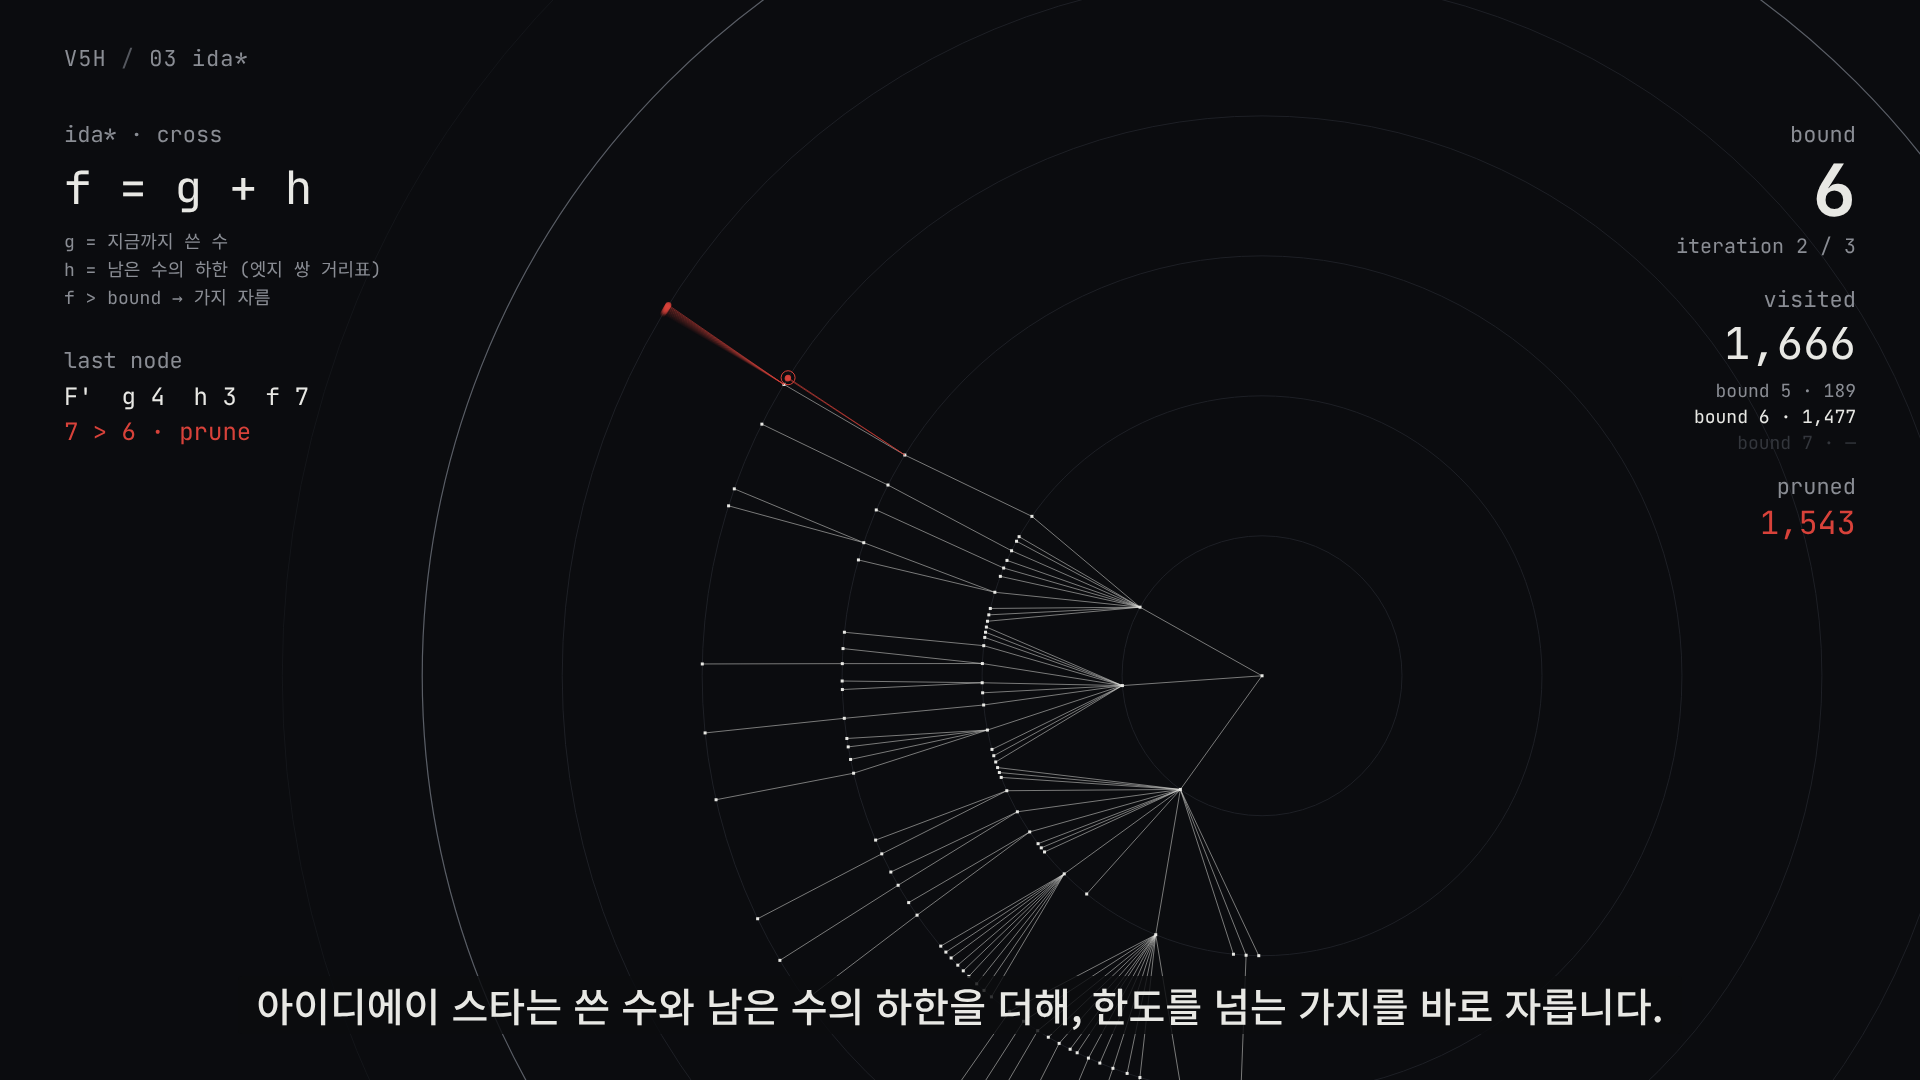 V5H / 03 ida*
ida* · cross
f = g + h
g = 지금까지 쓴 수
h = 남은 수의 하한 (엣지 쌍 거리표)
f > bound → 가지 자름
last node
F' g 4 h 3 f 7
7 > 6 · prune
bound
6
iteration 2 / 3
visited
1,666
bound 5 · 189
bound 6 · 1,477
bound 7 · —
pruned
1,543
아이디에이 스타는 쓴 수와 남은 수의 하한을 더해, 한도를 넘는 가지를 바로 자릅니다.